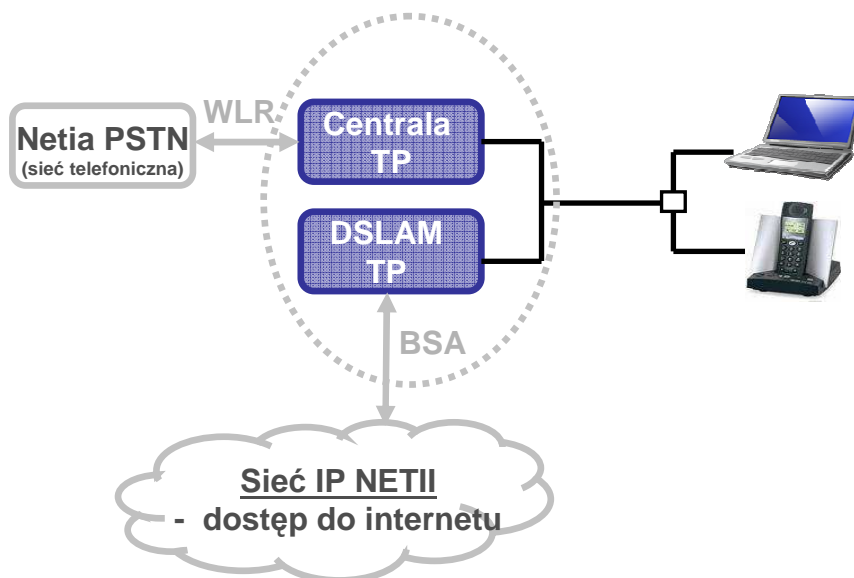 WLR
Netia PSTN
(sieć telefoniczna)
Centrala
TP
DSLAM
TP
BSA
Sieć IP NETII
- dostęp do internetu